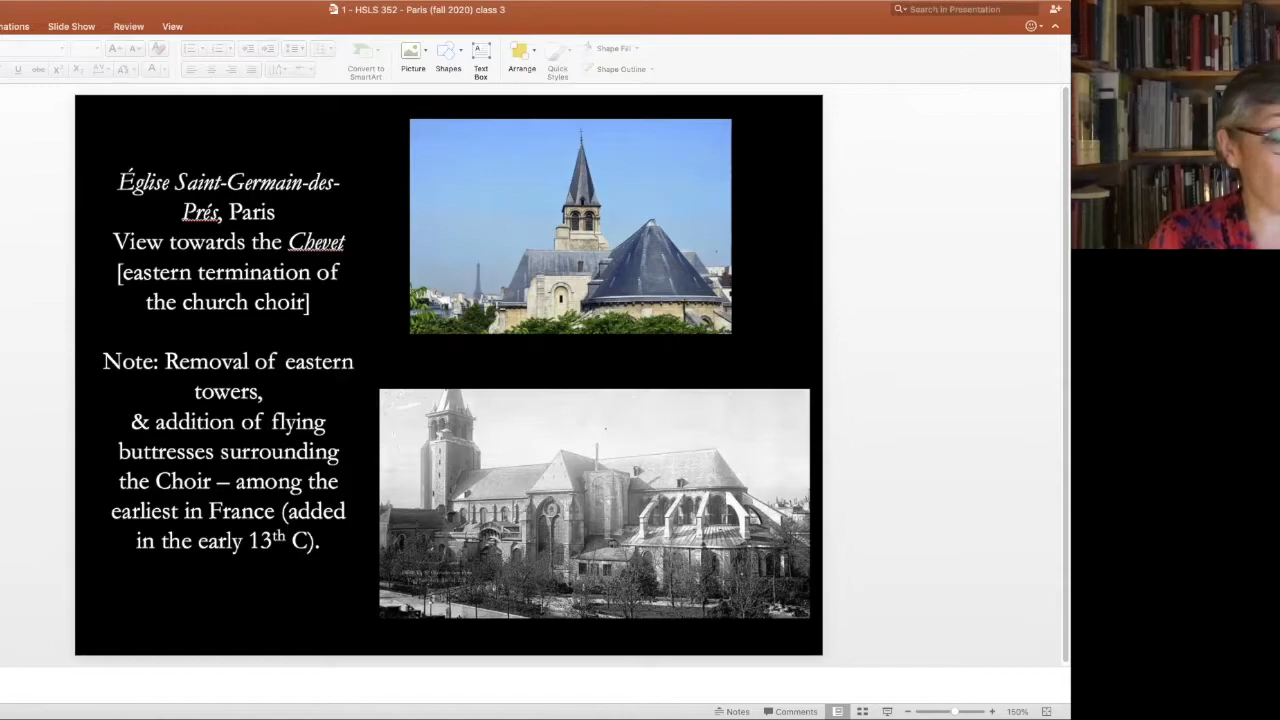 1 - HSLS 352 - Paris (fall 2020) class 3
Search in Presentation
nations Slide Show Review View
Convert to
SmartArt
Picture
Shapes
Text
Box
Arrange
Quick
Styles
Shape Fill
Shape Outline
Église Saint-Germain-des-
Prés, Paris
View towards the Chevet
[eastern termination of
the church choir]
Note: Removal of eastern
towers,
& addition of flying
buttresses surrounding
the Choir – among the
earliest in France (added
in the early 13th C).
Notes Comments 150%